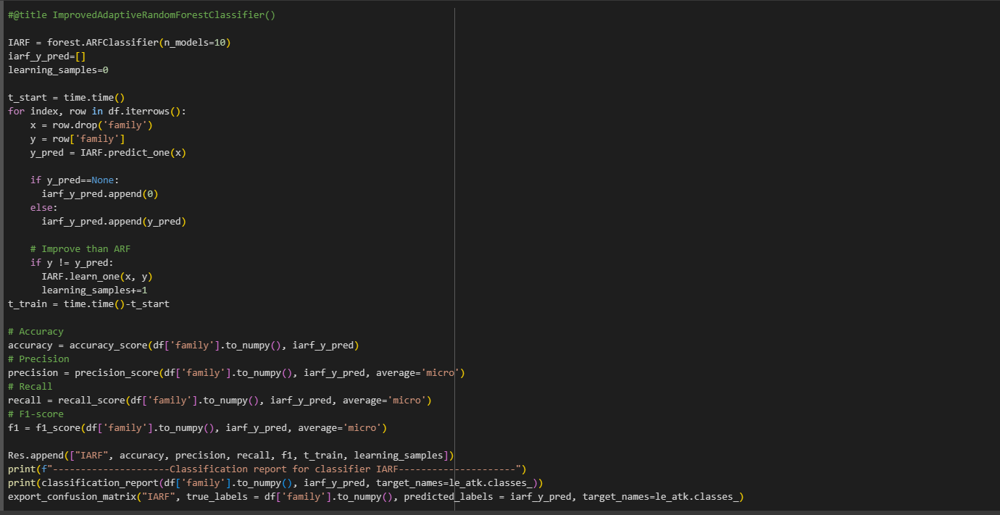 #@title ImprovedAdaptiveRandomForestClassifier()
IARF = forest.ARFClassifier(n_models=10)
iarf_y_pred=[]
learning_samples=0
t_start = time.time()
for index, row in df.iterrows():
    x = row.drop('family')
    y = row['family']
    y_pred = IARF.predict_one(x)
    if y_pred==None:
      iarf_y_pred.append(0)
    else:
      iarf_y_pred.append(y_pred)
    # Improve than ARF
    if y != y_pred:
      IARF.learn_one(x, y)
      learning_samples+=1
t_train = time.time()-t_start
# Accuracy
accuracy = accuracy_score(df['family'].to_numpy(), iarf_y_pred)
# Precision
precision = precision_score(df['family'].to_numpy(), iarf_y_pred, average='micro')
# Recall
recall = recall_score(df['family'].to_numpy(), iarf_y_pred, average='micro')
# F1-score
f1 = f1_score(df['family'].to_numpy(), iarf_y_pred, average='micro')
Res.append(["IARF", accuracy, precision, recall, f1, t_train, learning_samples])
print(f"---------------------Classification report for classifier IARF---------------------")
print(classification_report(df['family'].to_numpy(), iarf_y_pred, target_names=le_atk.classes_))
export_confusion_matrix("IARF", true_labels = df['family'].to_numpy(), predicted_labels = iarf_y_pred, target_names=le_atk.classes_)